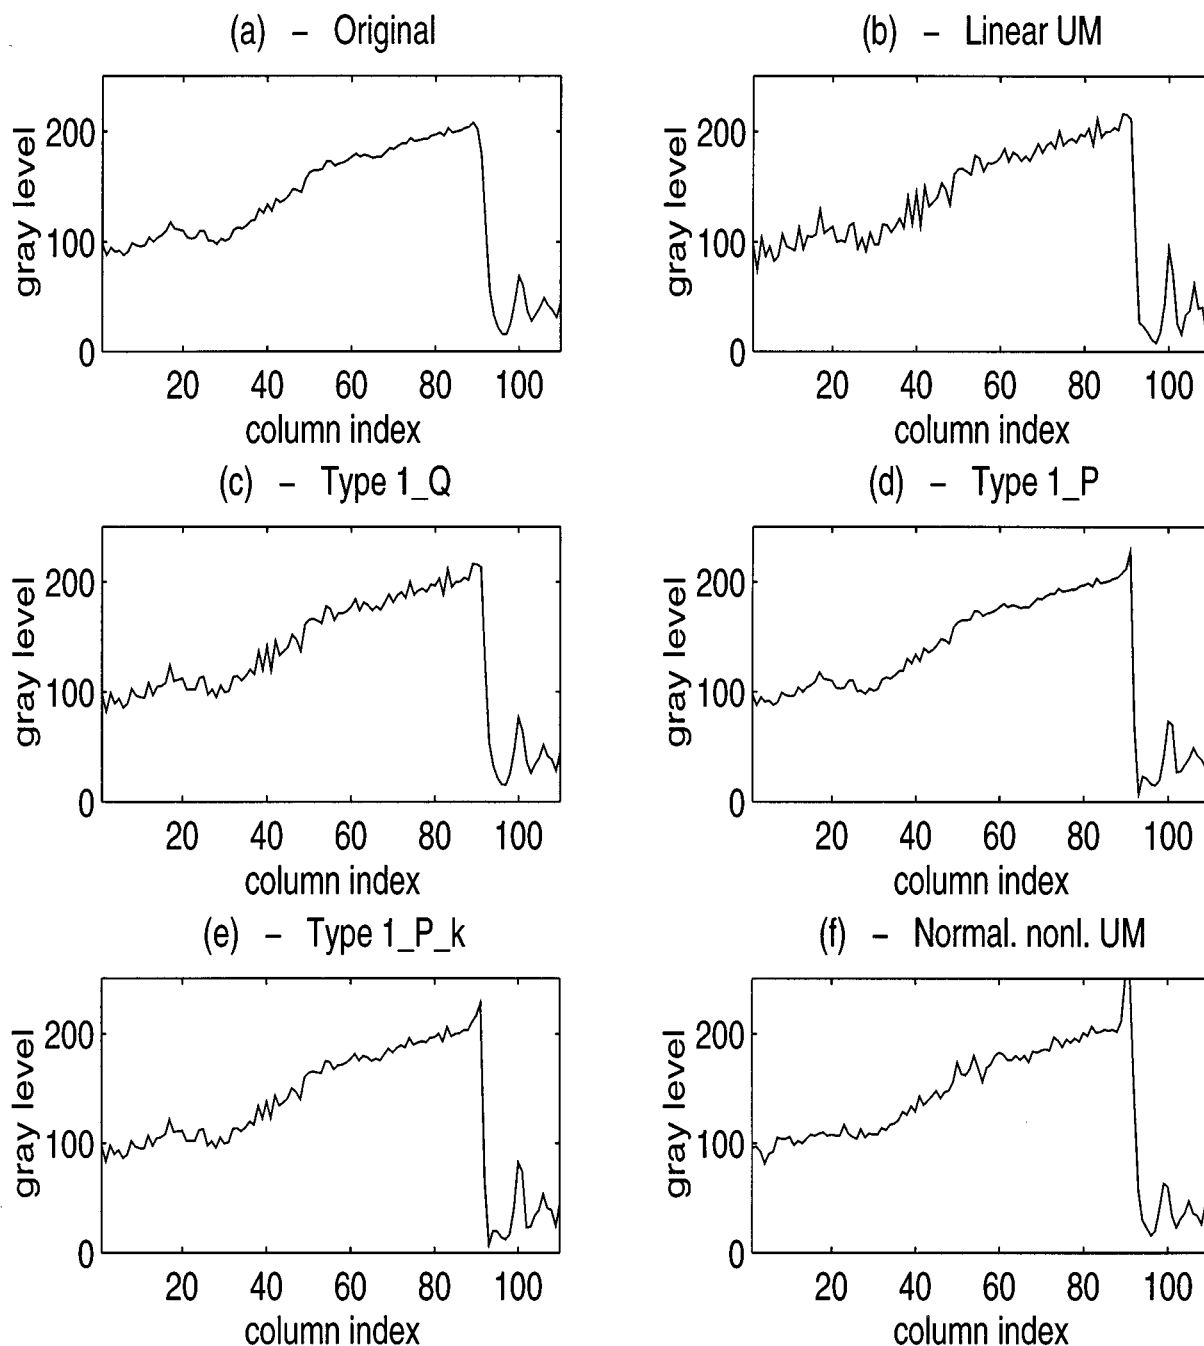 (a) – Original
gray level
200
100
0
20 40 60 80 100
column index
(b) – Linear UM
gray level
200
100
0
20 40 60 80 100
column index
(c) – Type 1_Q
gray level
200
100
0
20 40 60 80 100
column index
(d) – Type 1_P
gray level
200
100
0
20 40 60 80 100
column index
(e) – Type 1_P_k
gray level
200
100
0
20 40 60 80 100
column index
(f) – Normal. nonl. UM
gray level
200
100
0
20 40 60 80 100
column index